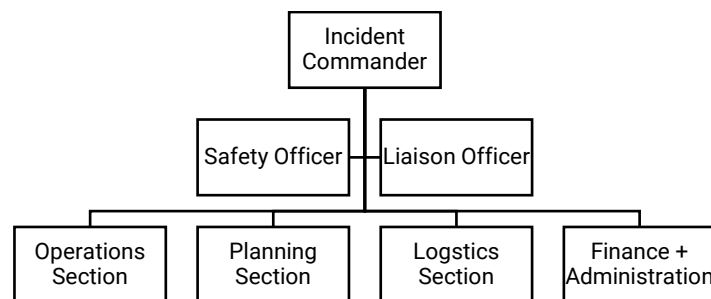 Incident
Commander
Safety Officer
Liaison Officer
Operations
Section
Planning
Section
Logstics
Section
Finance +
Administration